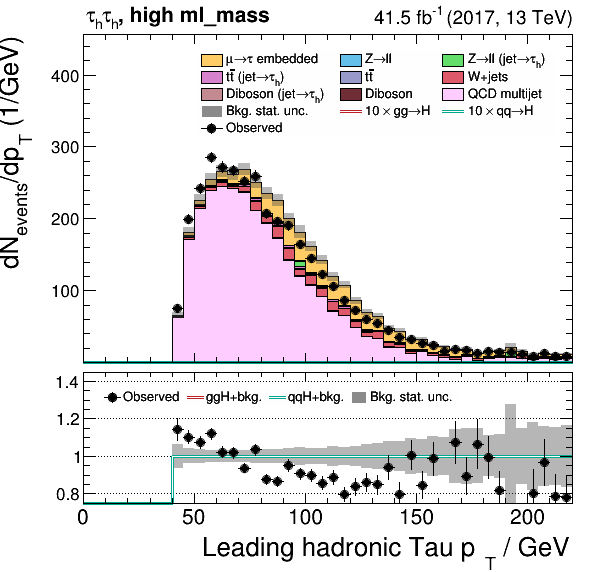 τhτh, high ml_mass 41.5 fb⁻¹ (2017, 13 TeV)
dN_events/dp_T (1/GeV)
400
300
200
100
μ→τ embedded Z→ll Z→ll (jet→τh)
tt̄ (jet→τh) tt̄ W+jets
Diboson (jet→τh) Diboson QCD multijet
Bkg. stat. unc. 10×gg→H 10×qq→H
Observed
1.4
1.2
1
0.8
Observed ggH+bkg. qqH+bkg. Bkg. stat. unc.
0 50 100 150 200
Leading hadronic Tau p_T / GeV